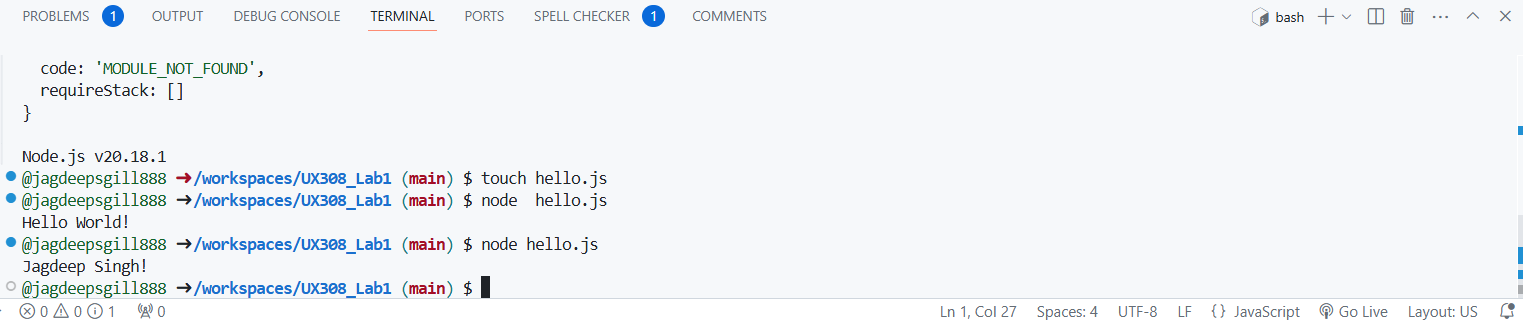 PROBLEMS 1 OUTPUT DEBUG CONSOLE TERMINAL PORTS SPELL CHECKER 1 COMMENTS bash
code: 'MODULE_NOT_FOUND',
requireStack: []
}
Node.js v20.18.1
@jagdeepsgill888 ➜/workspaces/UX308_Lab1 (main) $ touch hello.js
@jagdeepsgill888 ➜/workspaces/UX308_Lab1 (main) $ node  hello.js
Hello World!
@jagdeepsgill888 ➜/workspaces/UX308_Lab1 (main) $ node hello.js
Jagdeep Singh!
@jagdeepsgill888 ➜/workspaces/UX308_Lab1 (main) $
0 0 1 0 Ln 1, Col 27 Spaces: 4 UTF-8 LF {} JavaScript Go Live Layout: US